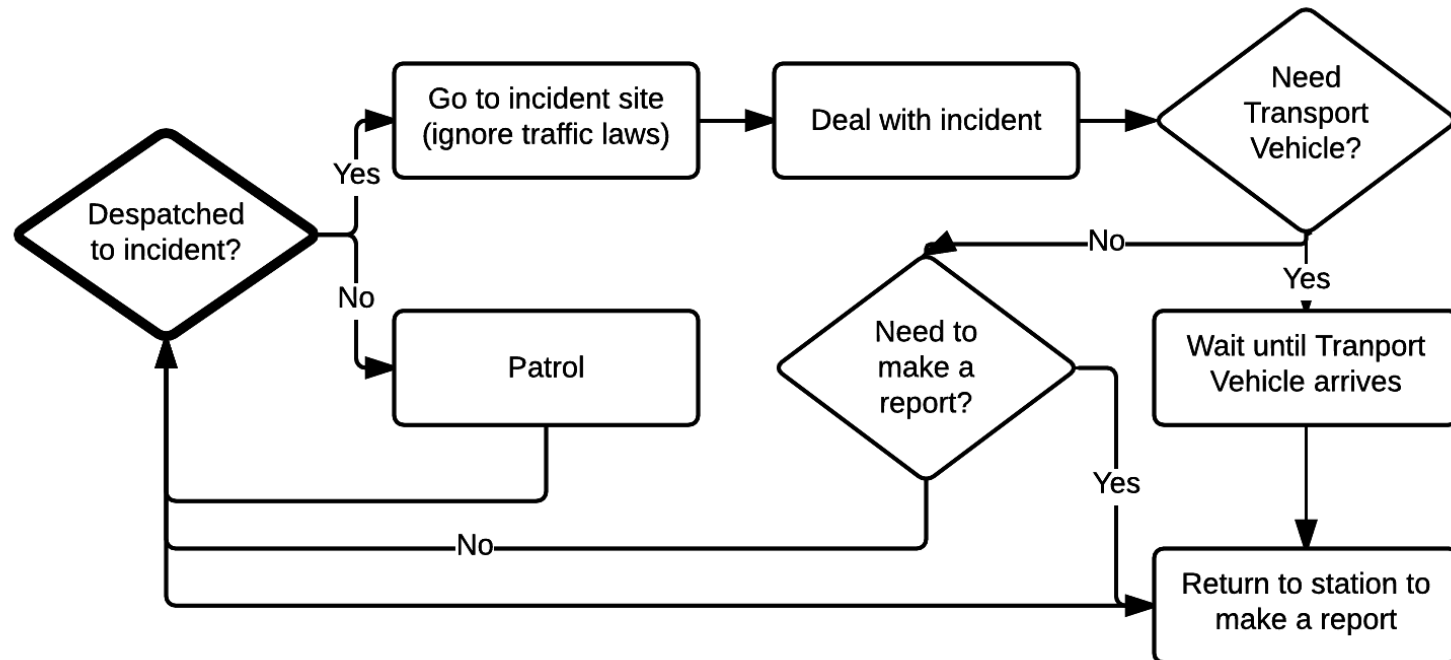 Despatched
to incident?
Yes
Go to incident site
(ignore traffic laws)
Deal with incident
Need
Transport
Vehicle?
No
Patrol
No
Need to
make a
report?
Yes
Wait until Tranport
Vehicle arrives
Yes
No
Return to station to
make a report